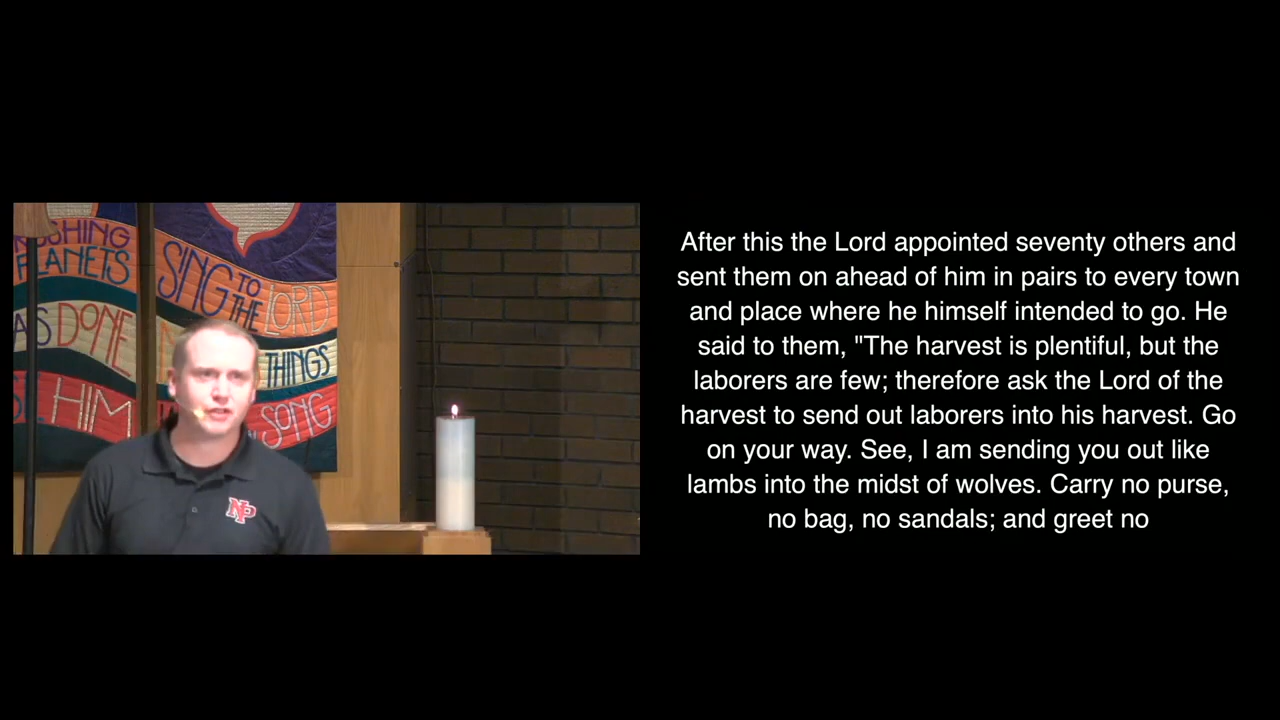 SHING
PLANETS
SING TO THE LORD
AS DONE
THINGS
HIM
SONG
NP
After this the Lord appointed seventy others and
sent them on ahead of him in pairs to every town
and place where he himself intended to go. He
said to them, "The harvest is plentiful, but the
laborers are few; therefore ask the Lord of the
harvest to send out laborers into his harvest. Go
on your way. See, I am sending you out like
lambs into the midst of wolves. Carry no purse,
no bag, no sandals; and greet no